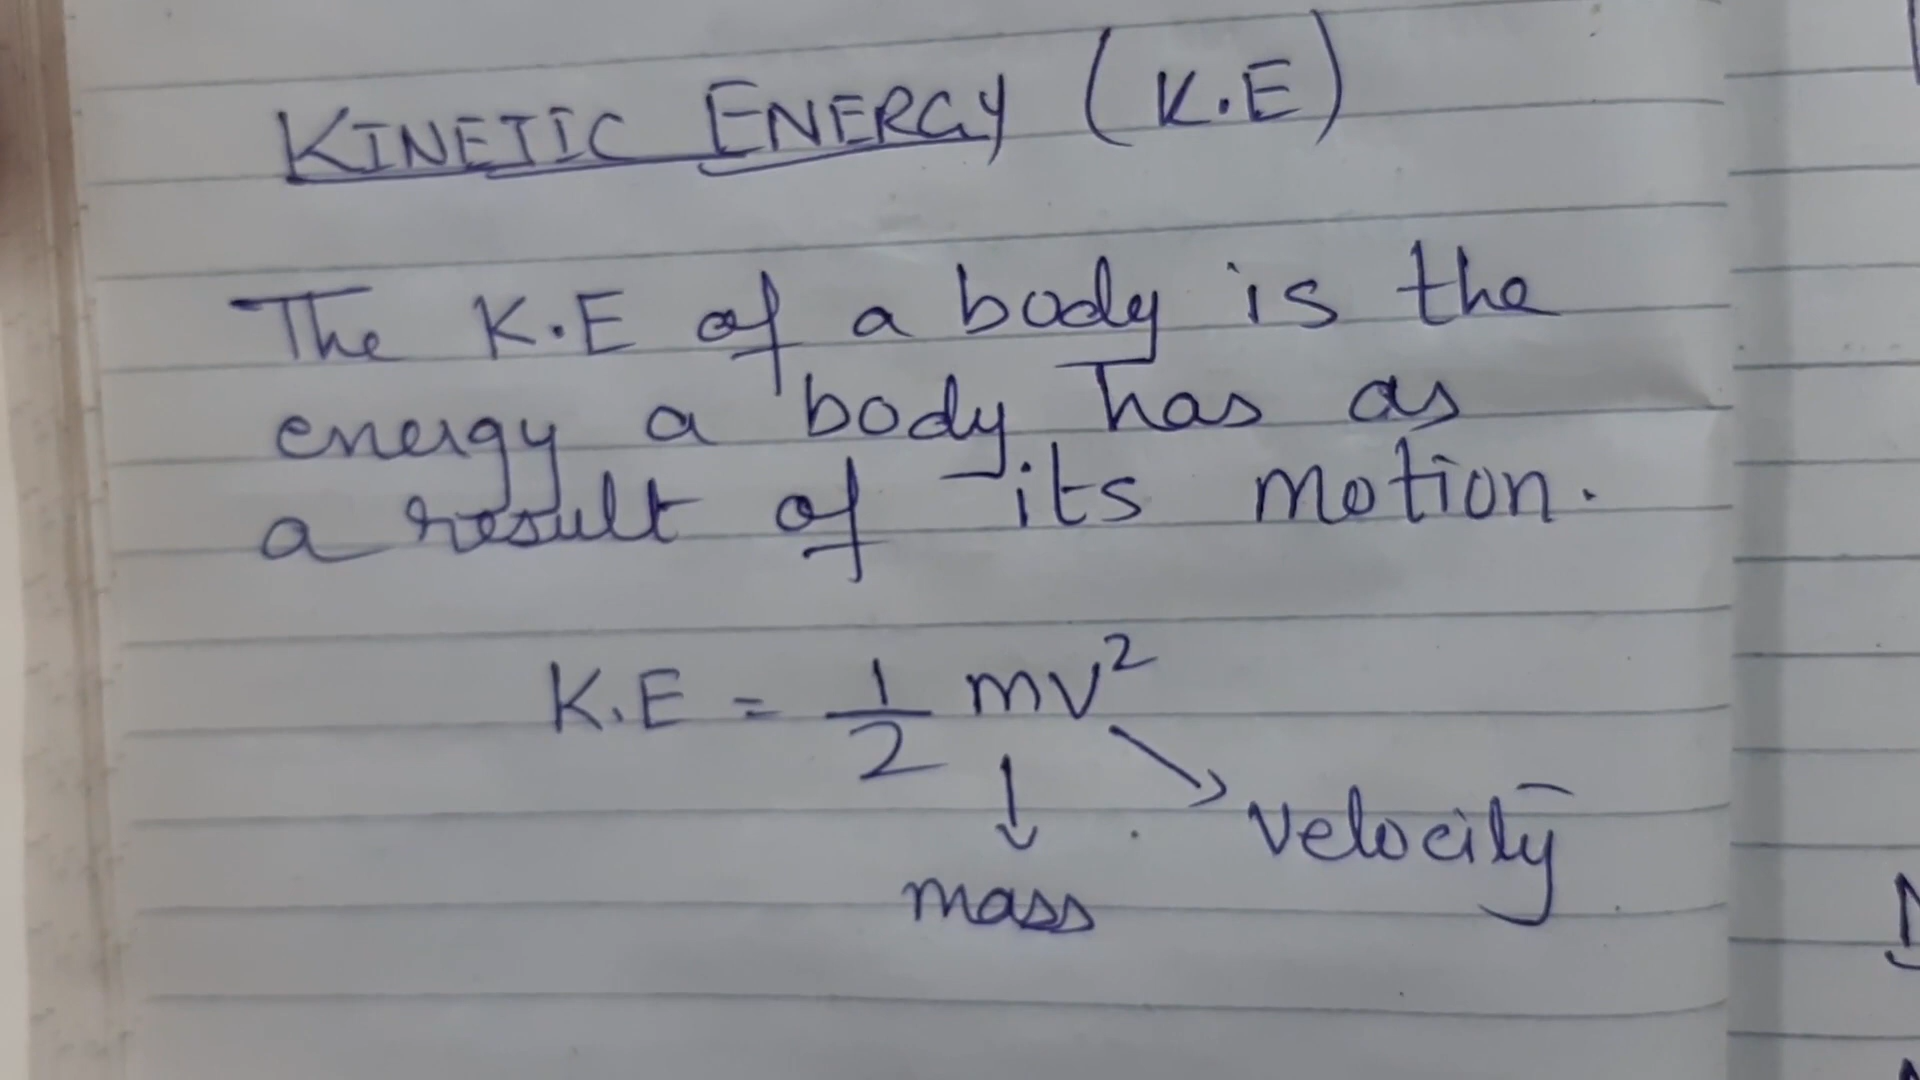 KINETIC ENERGY (K.E)
The K.E of a body is the
energy a body has as
a result of its motion.
K.E = 1/2 mv²
velocity
mass